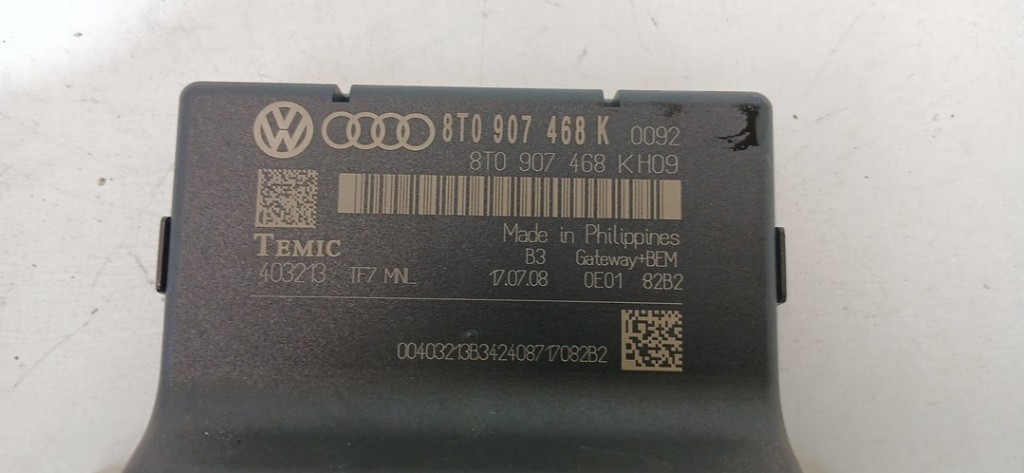 8T0 907 468 K 0092
8T0 907 468 K H09
Made in Philippines
TEMIC B3 Gateway+BEM
403213 TF7 MNL 17.07.08 0E01 82B2
00403213B342408717082B2